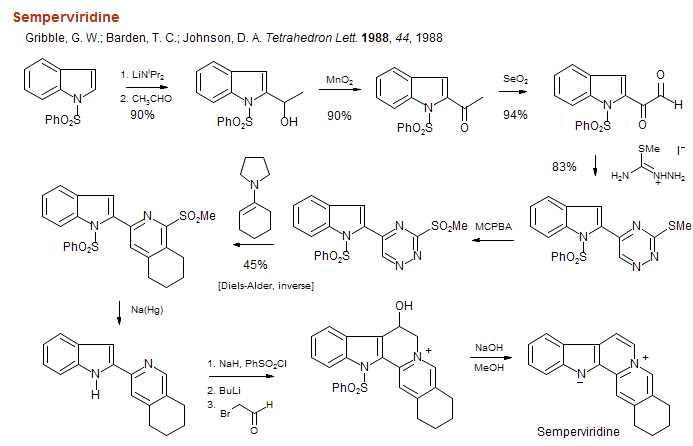 Semperviridine
Gribble, G. W.; Barden, T. C.; Johnson, D. A. Tetrahedron Lett. 1988, 44, 1988
N
PhO₂S
1. LiNⁱPr₂
2. CH₃CHO
90%
N
PhO₂S
OH
MnO₂
90%
N
PhO₂S
O
SeO₂
94%
N
PhO₂S
O
O
H
83%
SMe
I⁻
H₂N
NHNH₂
+
N
PhO₂S
N
N
N
SMe
MCPBA
N
PhO₂S
N
N
N
SO₂Me
N
45%
[Diels-Alder, inverse]
N
PhO₂S
N
SO₂Me
Na(Hg)
N
H
N
1. NaH, PhSO₂Cl
2. BuLi
3.
Br
H
O
OH
N
+
N
PhO₂S
NaOH
MeOH
N
−
N
+
Semperviridine